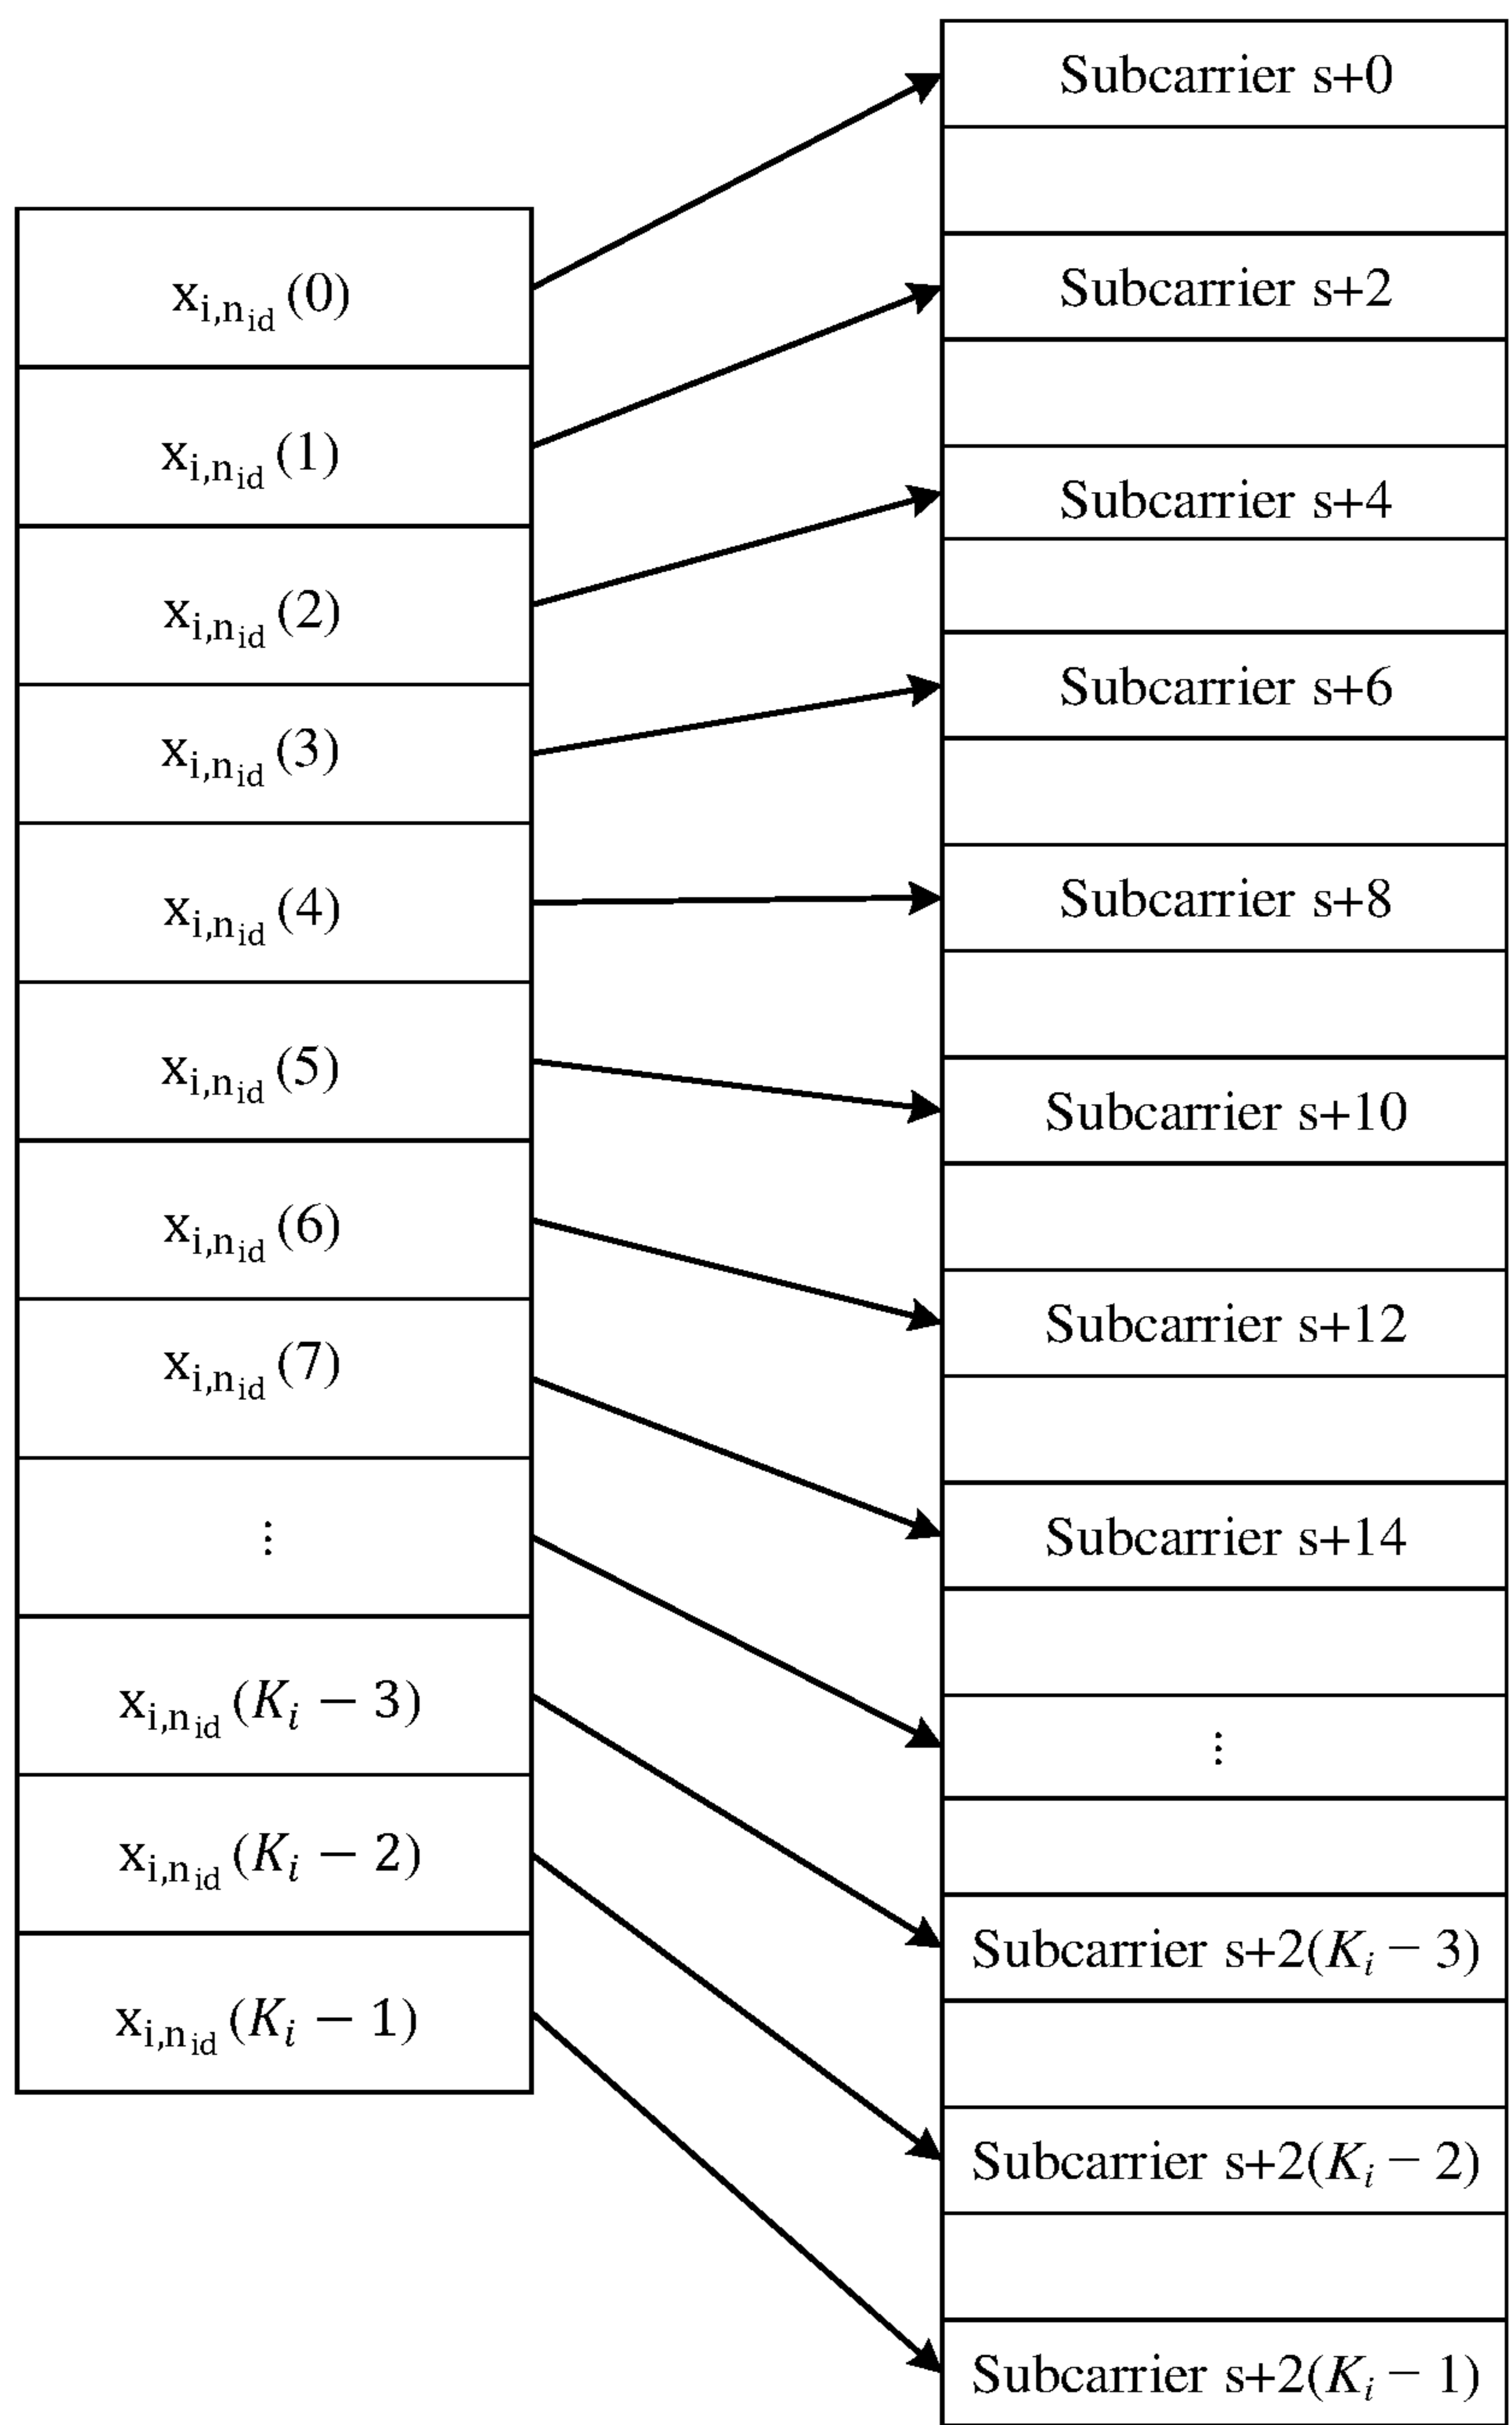 x_{i,n_{id}}(0)
x_{i,n_{id}}(1)
x_{i,n_{id}}(2)
x_{i,n_{id}}(3)
x_{i,n_{id}}(4)
x_{i,n_{id}}(5)
x_{i,n_{id}}(6)
x_{i,n_{id}}(7)
⋮
x_{i,n_{id}}(K_i − 3)
x_{i,n_{id}}(K_i − 2)
x_{i,n_{id}}(K_i − 1)
Subcarrier s+0
Subcarrier s+2
Subcarrier s+4
Subcarrier s+6
Subcarrier s+8
Subcarrier s+10
Subcarrier s+12
Subcarrier s+14
⋮
Subcarrier s+2(K_i − 3)
Subcarrier s+2(K_i − 2)
Subcarrier s+2(K_i − 1)